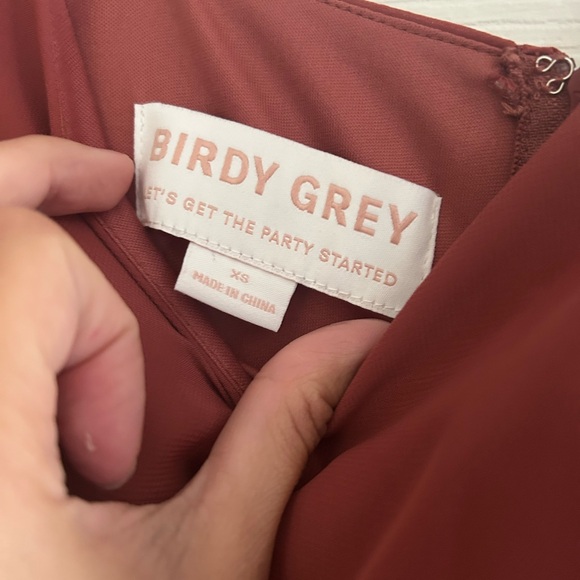 BIRDY GREY
LET'S GET THE PARTY STARTED
XS
MADE IN CHINA